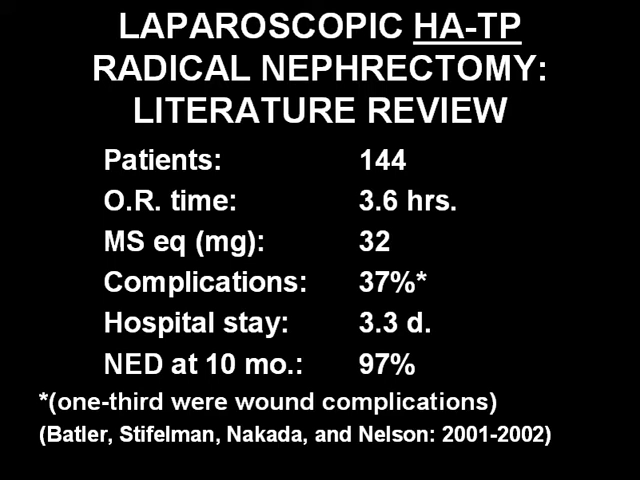 LAPAROSCOPIC HA-TP
RADICAL NEPHRECTOMY:
LITERATURE REVIEW
Patients: 144
O.R. time: 3.6 hrs.
MS eq (mg): 32
Complications: 37%*
Hospital stay: 3.3 d.
NED at 10 mo.: 97%
*(one-third were wound complications)
(Batler, Stifelman, Nakada, and Nelson: 2001-2002)